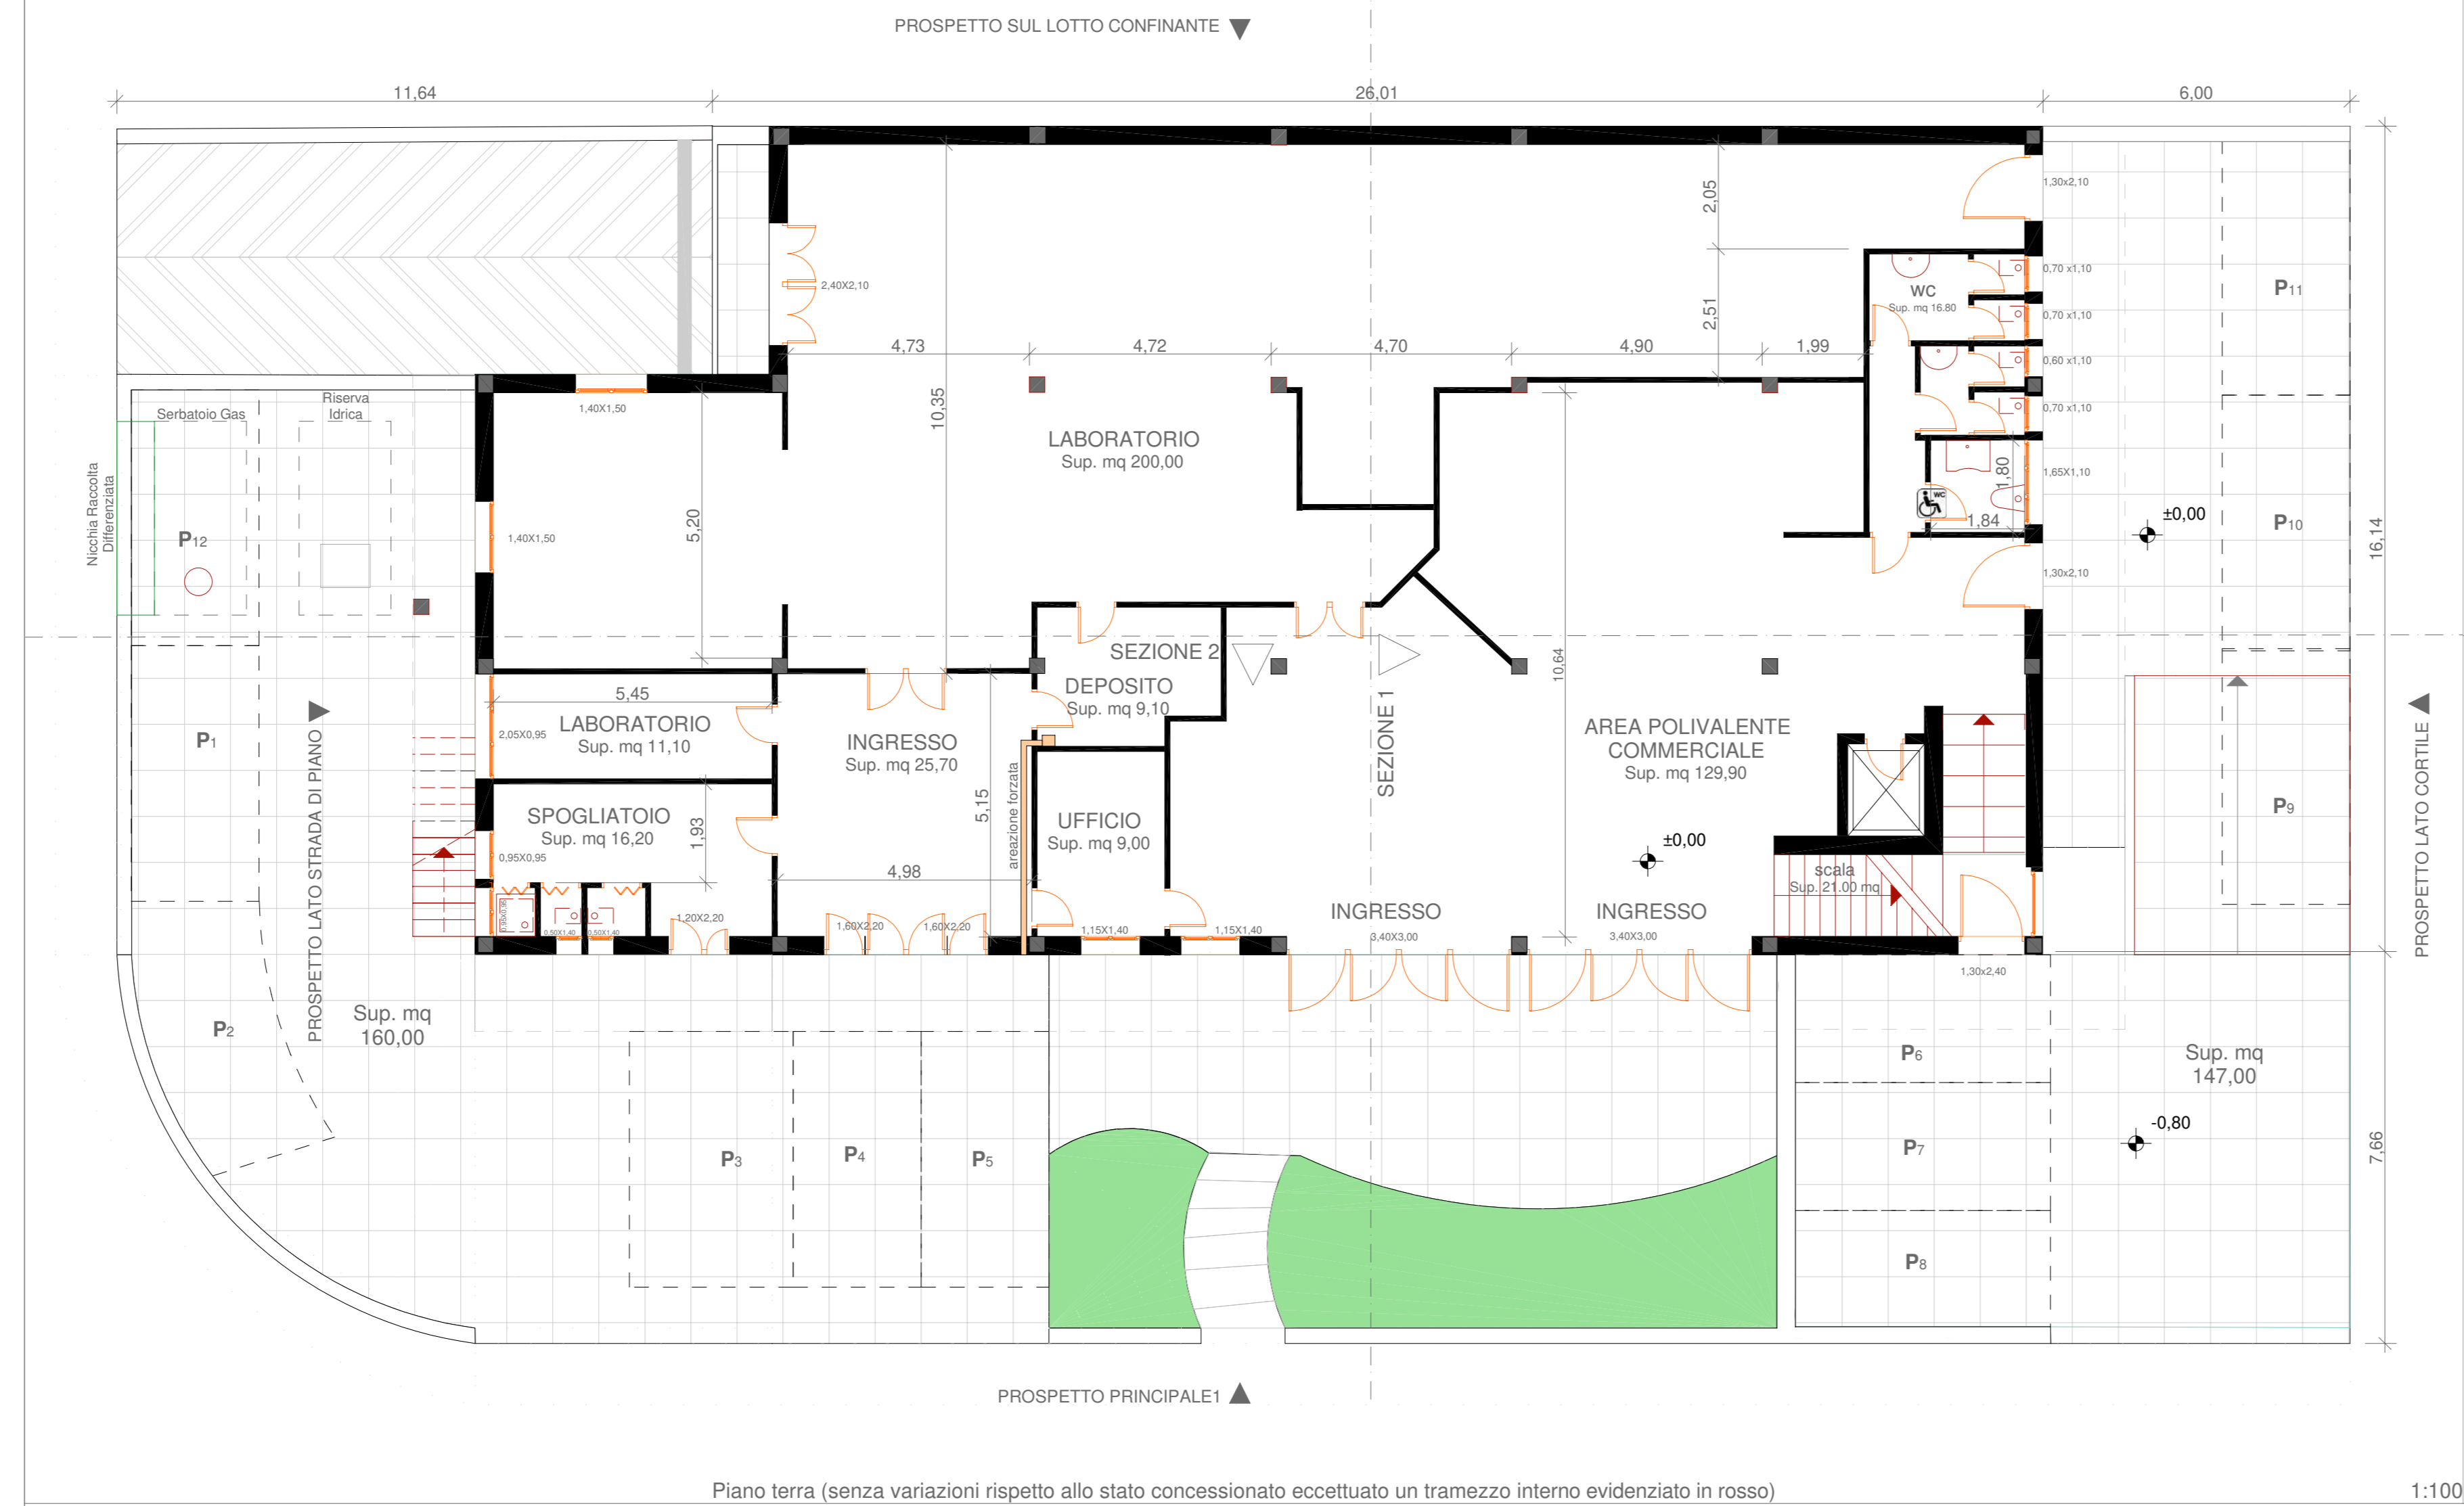 PROSPETTO SUL LOTTO CONFINANTE
11,64
26,01
6,00
1,30x2,10
2,05
2,51
2,40X2,10
0,70 x1,10
WC
Sup. mq 16.80
0,70 x1,10
P11
4,73
4,72
4,70
4,90
1,99
0,60 x1,10
0,70 x1,10
Serbatoio Gas
Riserva
Idrica
1,40X1,50
10,35
LABORATORIO
Sup. mq 200,00
Nicchia Raccolta
Differenziata
1,65X1,10
1,80
WC
1,84
P12
1,40X1,50
5,20
±0,00
P10
16,14
1,30x2,10
SEZIONE 2
DEPOSITO
Sup. mq 9,10
10,64
SEZIONE 1
5,45
LABORATORIO
Sup. mq 11,10
2,05X0,95
P1
PROSPETTO LATO STRADA DI PIANO
INGRESSO
Sup. mq 25,70
areazione forzata
5,15
AREA POLIVALENTE
COMMERCIALE
Sup. mq 129,90
PROSPETTO LATO CORTILE
P9
SPOGLIATOIO
Sup. mq 16,20
1,93
0,95X0,95
UFFICIO
Sup. mq 9,00
±0,00
4,98
scala
Sup. 21.00 mq
0,95X0,95
0,50X1,40
0,50X1,40
1,20X2,20
1,60X2,20
1,60X2,20
1,15X1,40
1,15X1,40
INGRESSO
3,40X3,00
INGRESSO
3,40X3,00
1,30x2,40
Sup. mq
160,00
P2
P3
P4
P5
P6
P7
P8
Sup. mq
147,00
-0,80
7,66
PROSPETTO PRINCIPALE1
Piano terra (senza variazioni rispetto allo stato concessionato eccettuato un tramezzo interno evidenziato in rosso)
1:100